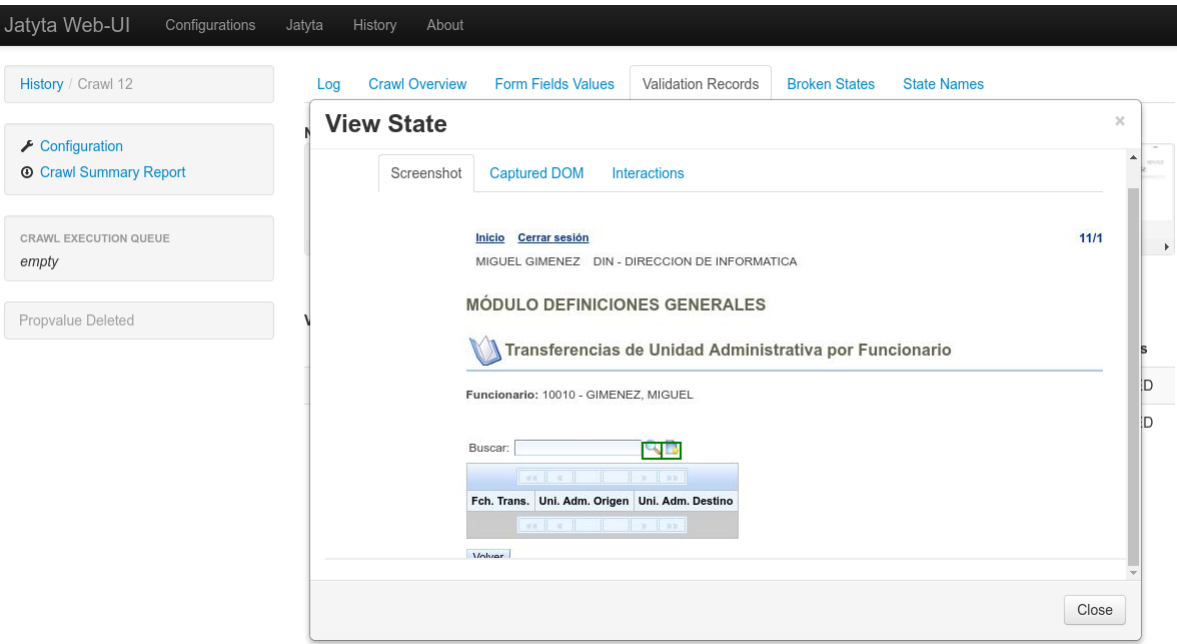 Jatyta Web-UI Configurations Jatyta History About
History / Crawl 12
Configuration
Crawl Summary Report
CRAWL EXECUTION QUEUE
empty
Propvalue Deleted
Log Crawl Overview Form Fields Values Validation Records Broken States State Names
View State ×
Screenshot Captured DOM Interactions
Inicio Cerrar sesión 11/1
MIGUEL GIMENEZ DIN - DIRECCION DE INFORMATICA
MÓDULO DEFINICIONES GENERALES
Transferencias de Unidad Administrativa por Funcionario
Funcionario: 10010 - GIMENEZ, MIGUEL
Buscar:
«« « » »»
Fch. Trans. Uni. Adm. Origen Uni. Adm. Destino
«« « » »»
Volver
Close